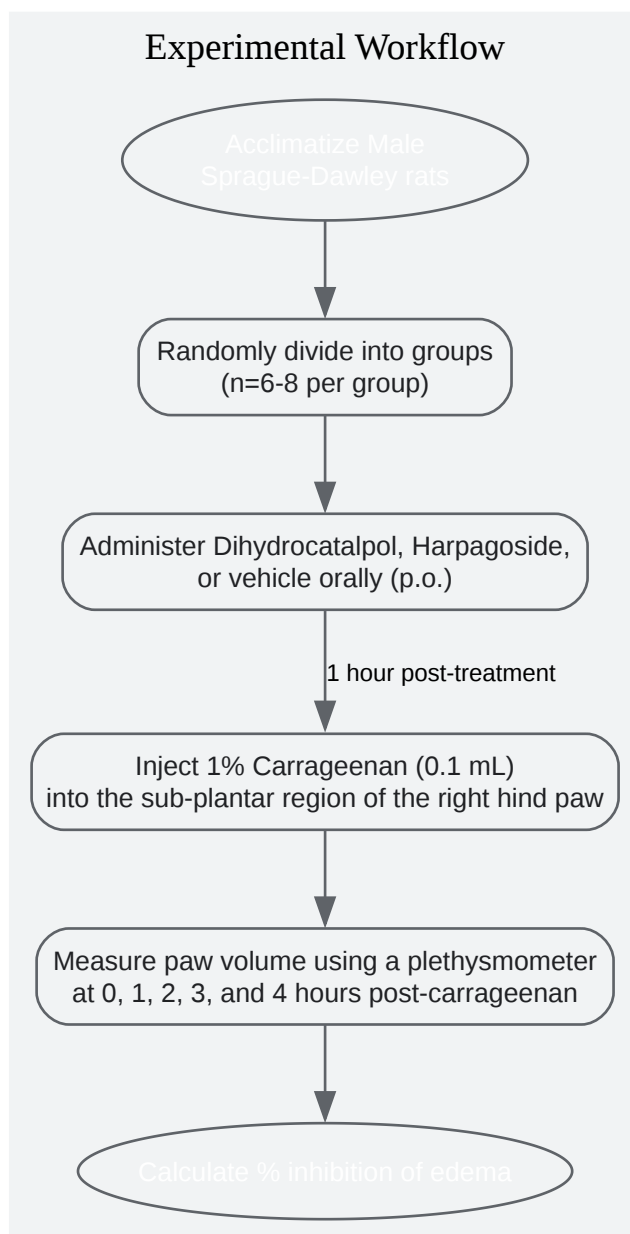 Experimental Workflow
Acclimatize Male
Sprague-Dawley rats
Randomly divide into groups
(n=6-8 per group)
Administer Dihydrocatalpol, Harpagoside,
or vehicle orally (p.o.)
1 hour post-treatment
Inject 1% Carrageenan (0.1 mL)
into the sub-plantar region of the right hind paw
Measure paw volume using a plethysmometer
at 0, 1, 2, 3, and 4 hours post-carrageenan
Calculate % inhibition of edema